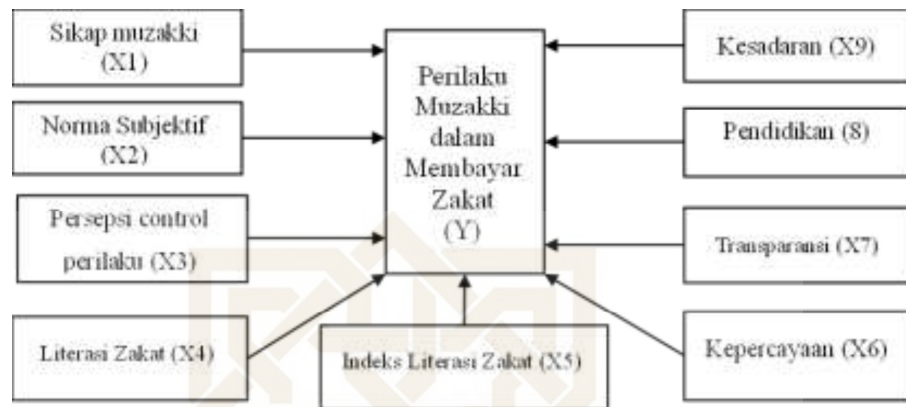 Sikap muzakki
(X1)
Norma Subjektif
(X2)
Persepsi control
perilaku (X3)
Literasi Zakat (X4)
Perilaku
Muzakki
dalam
Membayar
Zakat
(Y)
Indeks Literasi Zakat (X5)
Kesadaran (X9)
Pendidikan (8)
Transparansi (X7)
Kepercayaan (X6)